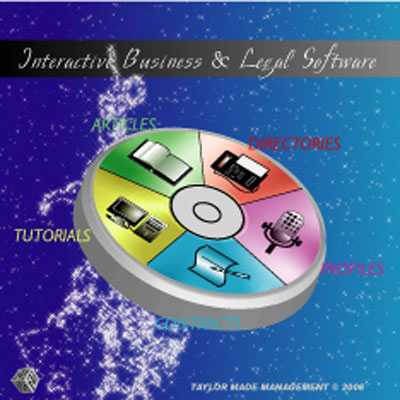 Interactive Business & Legal Software
ARTICLES
DIRECTORIES
TUTORIALS
PROFILES
CONTRACTS
TAYLOR MADE MANAGEMENT © 2006